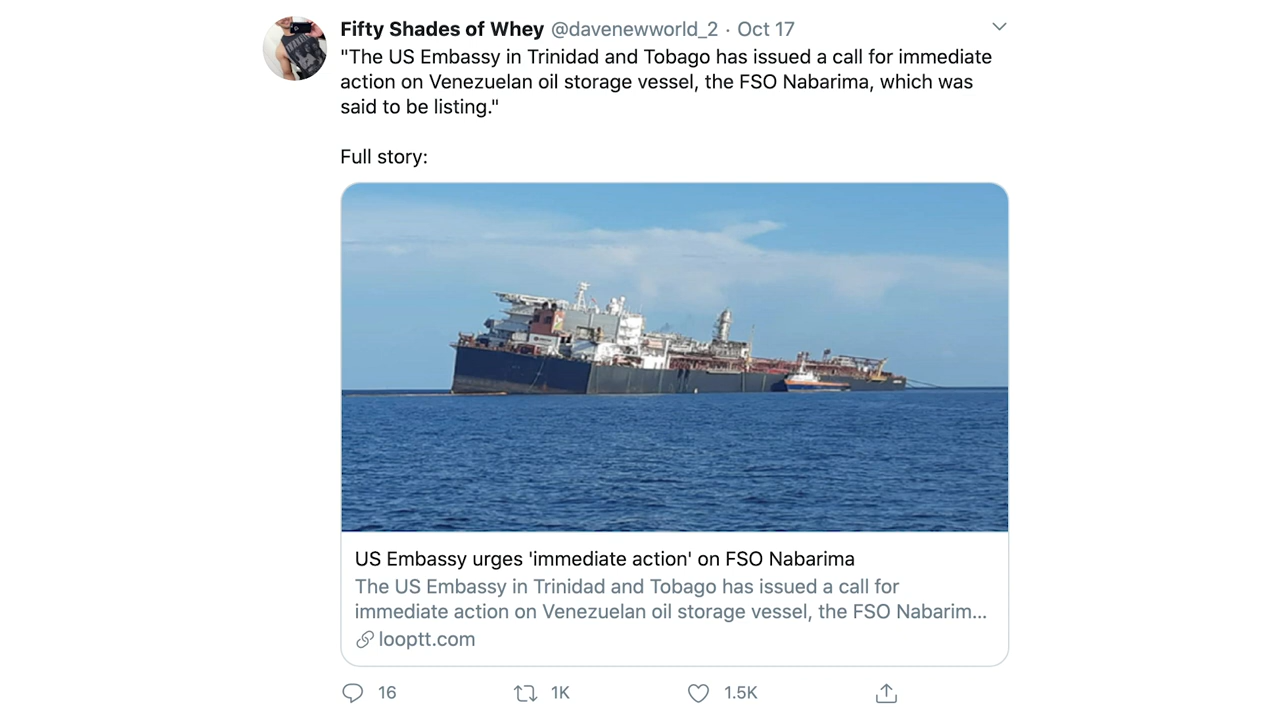 Fifty Shades of Whey @davenewworld_2 · Oct 17
"The US Embassy in Trinidad and Tobago has issued a call for immediate
action on Venezuelan oil storage vessel, the FSO Nabarima, which was
said to be listing."
Full story:
US Embassy urges 'immediate action' on FSO Nabarima
The US Embassy in Trinidad and Tobago has issued a call for
immediate action on Venezuelan oil storage vessel, the FSO Nabarim...
looptt.com
16 1K 1.5K